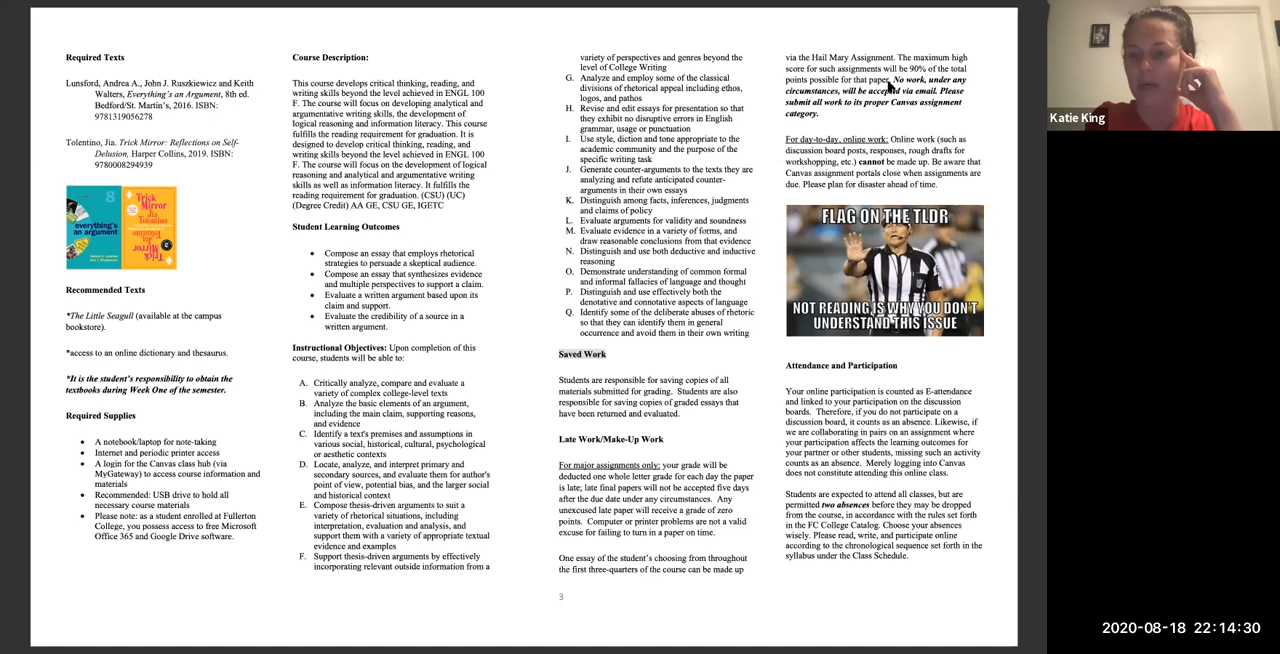 Required Texts
Lunsford, Andrea A., John J. Ruszkiewicz and Keith
Walters, Everything's an Argument, 8th ed.
Bedford/St. Martin's, 2016. ISBN:
9781319056278
Tolentino, Jia. Trick Mirror: Reflections on Self-
Delusion, Harper Collins, 2019. ISBN:
9780008294939
8
everything's
an argument
Trick
Mirror
Jia
Tolentino
Recommended Texts
*The Little Seagull (available at the campus
bookstore).
*access to an online dictionary and thesaurus.
*It is the student's responsibility to obtain the
textbooks during Week One of the semester.
Required Supplies
• A notebook/laptop for note-taking
• Internet and periodic printer access
• A login for the Canvas class hub (via
MyGateway) to access course information and
materials
• Recommended: USB drive to hold all
necessary course materials
• Please note: as a student enrolled at Fullerton
College, you possess access to free Microsoft
Office 365 and Google Drive software.
Course Description:
This course develops critical thinking, reading, and
writing skills beyond the level achieved in ENGL 100
F. The course will focus on developing analytical and
argumentative writing skills, the development of
logical reasoning and information literacy. This course
fulfills the reading requirement for graduation. It is
designed to develop critical thinking, reading, and
writing skills beyond the level achieved in ENGL 100
F. The course will focus on the development of logical
reasoning and analytical and argumentative writing
skills as well as information literacy. It fulfills the
reading requirement for graduation. (CSU) (UC)
(Degree Credit) AA GE, CSU GE, IGETC
Student Learning Outcomes
• Compose an essay that employs rhetorical
strategies to persuade a skeptical audience.
• Compose an essay that synthesizes evidence
and multiple perspectives to support a claim.
• Evaluate a written argument based upon its
claim and support.
• Evaluate the credibility of a source in a
written argument.
Instructional Objectives: Upon completion of this
course, students will be able to:
A. Critically analyze, compare and evaluate a
variety of complex college-level texts
B. Analyze the basic elements of an argument,
including the main claim, supporting reasons,
and evidence
C. Identify a text's premises and assumptions in
various social, historical, cultural, psychological
or aesthetic contexts
D. Locate, analyze, and interpret primary and
secondary sources, and evaluate them for author's
point of view, potential bias, and the larger social
and historical context
E. Compose thesis-driven arguments to suit a
variety of rhetorical situations, including
interpretation, evaluation and analysis, and
support them with a variety of appropriate textual
evidence and examples
F. Support thesis-driven arguments by effectively
incorporating relevant outside information from a
variety of perspectives and genres beyond the
level of College Writing
G. Analyze and employ some of the classical
divisions of rhetorical appeal including ethos,
logos, and pathos
H. Revise and edit essays for presentation so that
they exhibit no disruptive errors in English
grammar, usage or punctuation
I. Use style, diction and tone appropriate to the
academic community and the purpose of the
specific writing task
J. Generate counter-arguments to the texts they are
analyzing and refute anticipated counter-
arguments in their own essays
K. Distinguish among facts, inferences, judgments
and claims of policy
L. Evaluate arguments for validity and soundness
M. Evaluate evidence in a variety of forms, and
draw reasonable conclusions from that evidence
N. Distinguish and use both deductive and inductive
reasoning
O. Demonstrate understanding of common formal
and informal fallacies of language and thought
P. Distinguish and use effectively both the
denotative and connotative aspects of language
Q. Identify some of the deliberate abuses of rhetoric
so they can identify them in general
occurrence and avoid them in their own writing
Saved Work
Students are responsible for saving copies of all
materials submitted for grading. Students are also
responsible for saving copies of graded essays that
have been returned and evaluated.
Late Work/Make-Up Work
For major assignments only: your grade will be
deducted one whole letter grade for each day the paper
is late; late final papers will not be accepted five days
after the due date under any circumstances. Any
unexcused late paper will receive a grade of zero
points. Computer or printer problems are not a valid
excuse for failing to turn in a paper on time.
One essay of the student's choosing from throughout
the first three-quarters of the course can be made up
3
via the Hail Mary Assignment. The maximum high
score for such assignments will be 90% of the total
points possible for that paper. No work, under any
circumstances, will be accepted via email. Please
submit all work to its proper Canvas assignment
category.
For day-to-day, online work: Online work (such as
discussion board posts, responses, rough drafts for
workshopping, etc.) cannot be made up. Be aware that
Canvas assignment portals close when assignments are
due. Please plan for disaster ahead of time.
FLAG ON THE TLDR
NOT READING IS WHY YOU DON'T
UNDERSTAND THIS ISSUE
Attendance and Participation
Your online participation is counted as E-attendance
and linked to your participation on the discussion
boards. Therefore, if you do not participate on a
discussion board, it counts as an absence. Likewise, if
we are collaborating in pairs on an assignment where
your participation affects the learning outcomes for
your partner or other students, missing such an activity
counts as an absence. Merely logging into Canvas
does not constitute attending this online class.
Students are expected to attend all classes, but are
permitted two absences before they may be dropped
from the course, in accordance with the rules set forth
in the FC College Catalog. Choose your absences
wisely. Please read, write, and participate online
according to the chronological sequence set forth in the
syllabus under the Class Schedule.
Katie King
2020-08-18 22:14:30